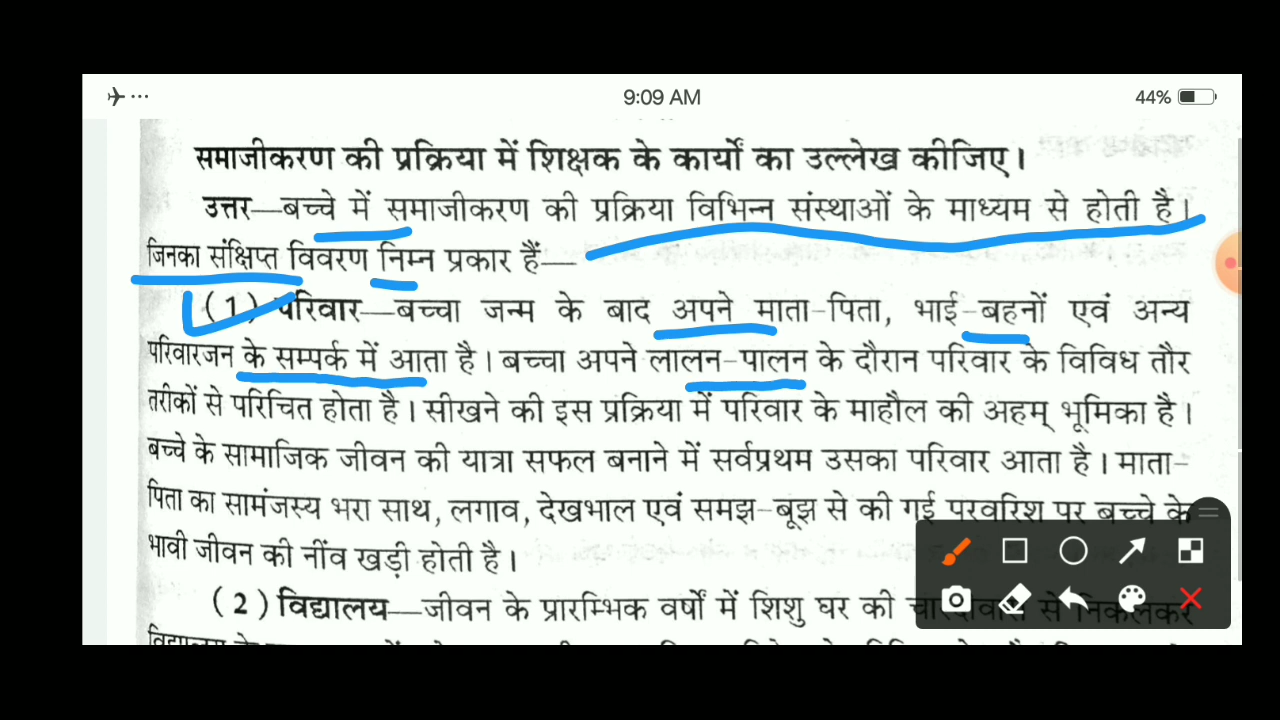 9:09 AM
44%
समाजीकरण की प्रक्रिया में शिक्षक के कार्यों का उल्लेख कीजिए।
उत्तर—बच्चे में समाजीकरण की प्रक्रिया विभिन्न संस्थाओं के माध्यम से होती है।
जिनका संक्षिप्त विवरण निम्न प्रकार हैं—
(1) परिवार—बच्चा जन्म के बाद अपने माता-पिता, भाई-बहनों एवं अन्य
परिवारजन के सम्पर्क में आता है। बच्चा अपने लालन-पालन के दौरान परिवार के विविध तौर
तरीकों से परिचित होता है। सीखने की इस प्रक्रिया में परिवार के माहौल की अहम् भूमिका है।
बच्चे के सामाजिक जीवन की यात्रा सफल बनाने में सर्वप्रथम उसका परिवार आता है। माता-
पिता का सामंजस्य भरा साथ, लगाव, देखभाल एवं समझ-बूझ से की गई परवरिश पर बच्चे के
भावी जीवन की नींव खड़ी होती है।
(2) विद्यालय—जीवन के प्रारम्भिक वर्षों में शिशु घर की चारदीवारी से निकलकर